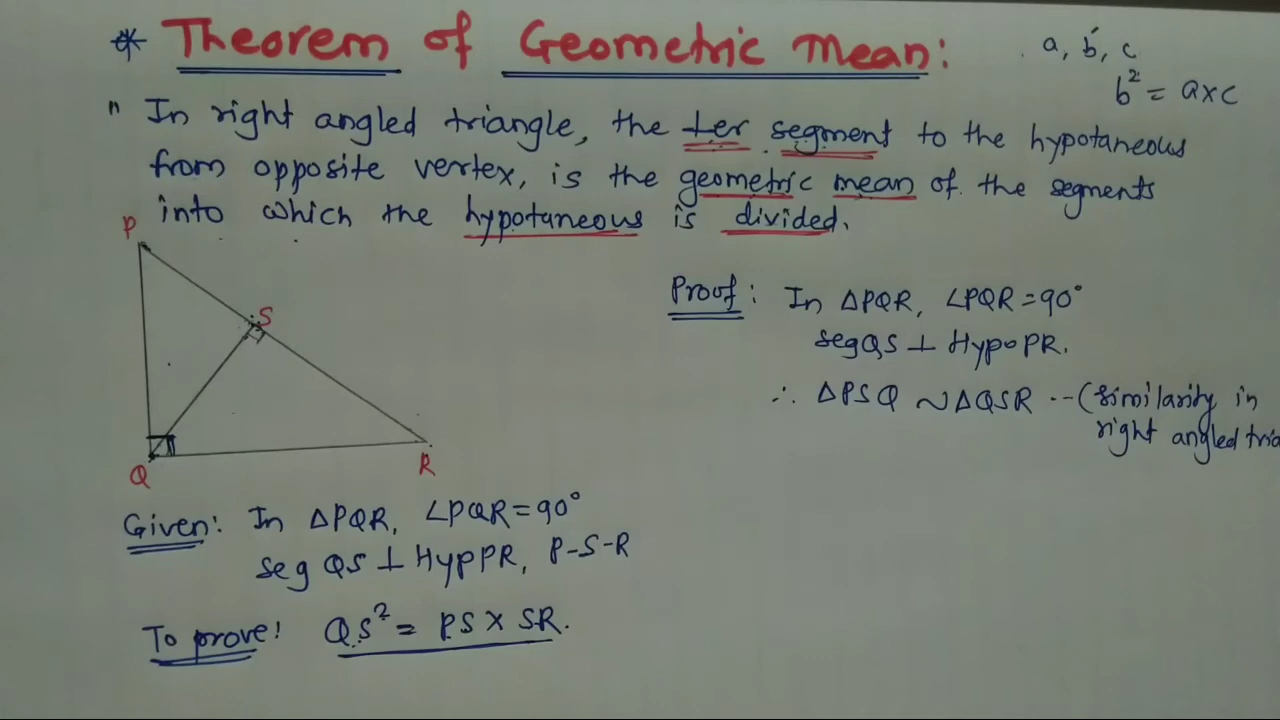 * Theorem of Geometric Mean:
a, b, c
b² = a×c
" In right angled triangle, the ⊥er segment to the hypotaneous
from opposite vertex, is the geometric mean of the segments
into which the hypotaneous is divided.
P
S
Q
R
Given: In △PQR, ∠PQR = 90°
seg QS ⊥ Hyp PR, P-S-R
To prove! QS² = PS × SR.
Proof: In △PQR, ∠PQR = 90°
seg QS ⊥ Hypo PR.
∴ △PSQ ~ △QSR --(similarity in
right angled tria